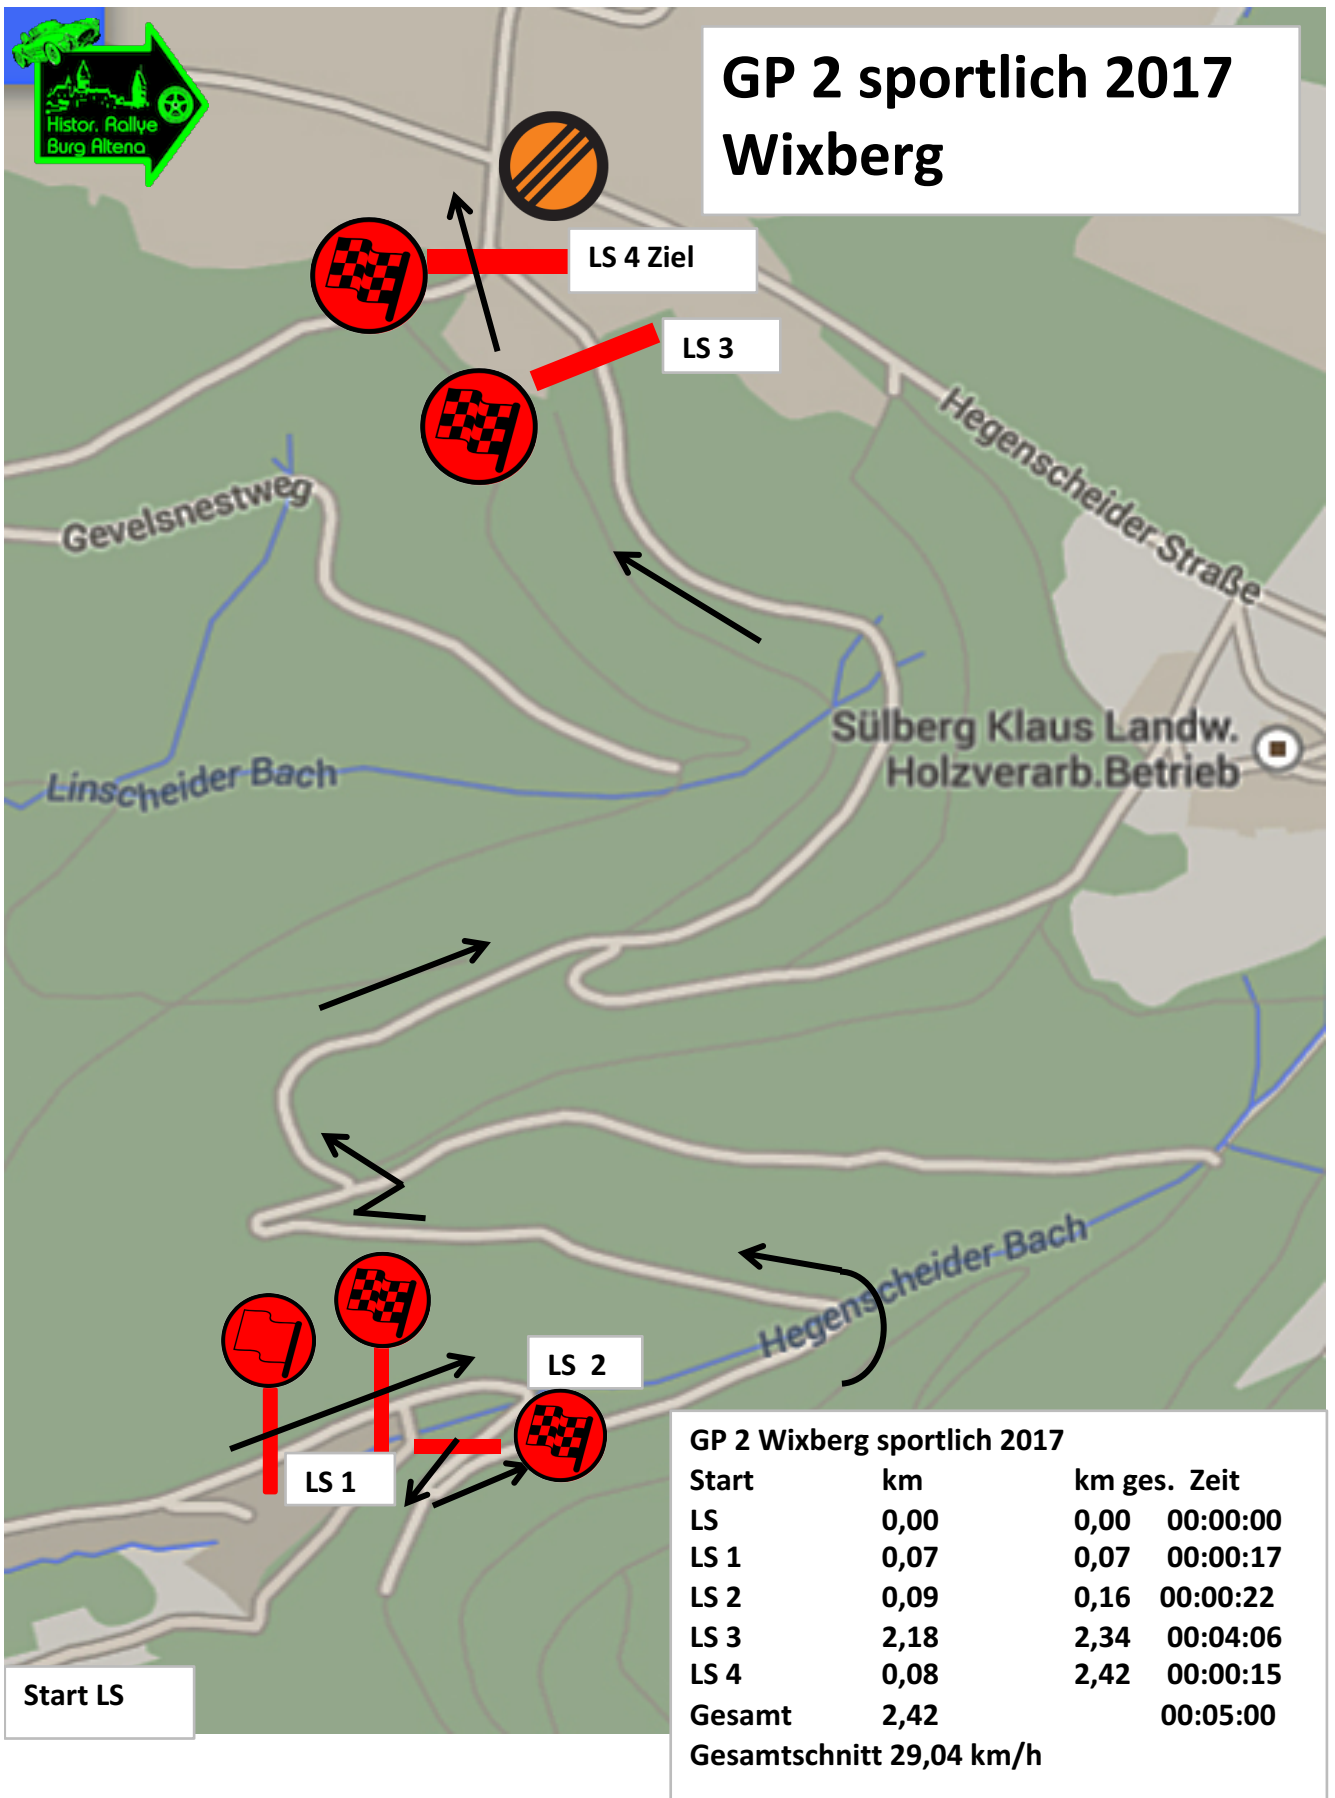 Histor. Rallye
Burg Altena
GP 2 sportlich 2017
Wixberg
LS 4 Ziel
LS 3
Hegenscheider Straße
Gevelsnestweg
Sülberg Klaus Landw.
Holzverarb.Betrieb
Linscheider Bach
Hegenscheider Bach
LS 2
LS 1
Start LS
GP 2 Wixberg sportlich 2017
Start km km ges. Zeit
LS 0,00 0,00 00:00:00
LS 1 0,07 0,07 00:00:17
LS 2 0,09 0,16 00:00:22
LS 3 2,18 2,34 00:04:06
LS 4 0,08 2,42 00:00:15
Gesamt 2,42 00:05:00
Gesamtschnitt 29,04 km/h